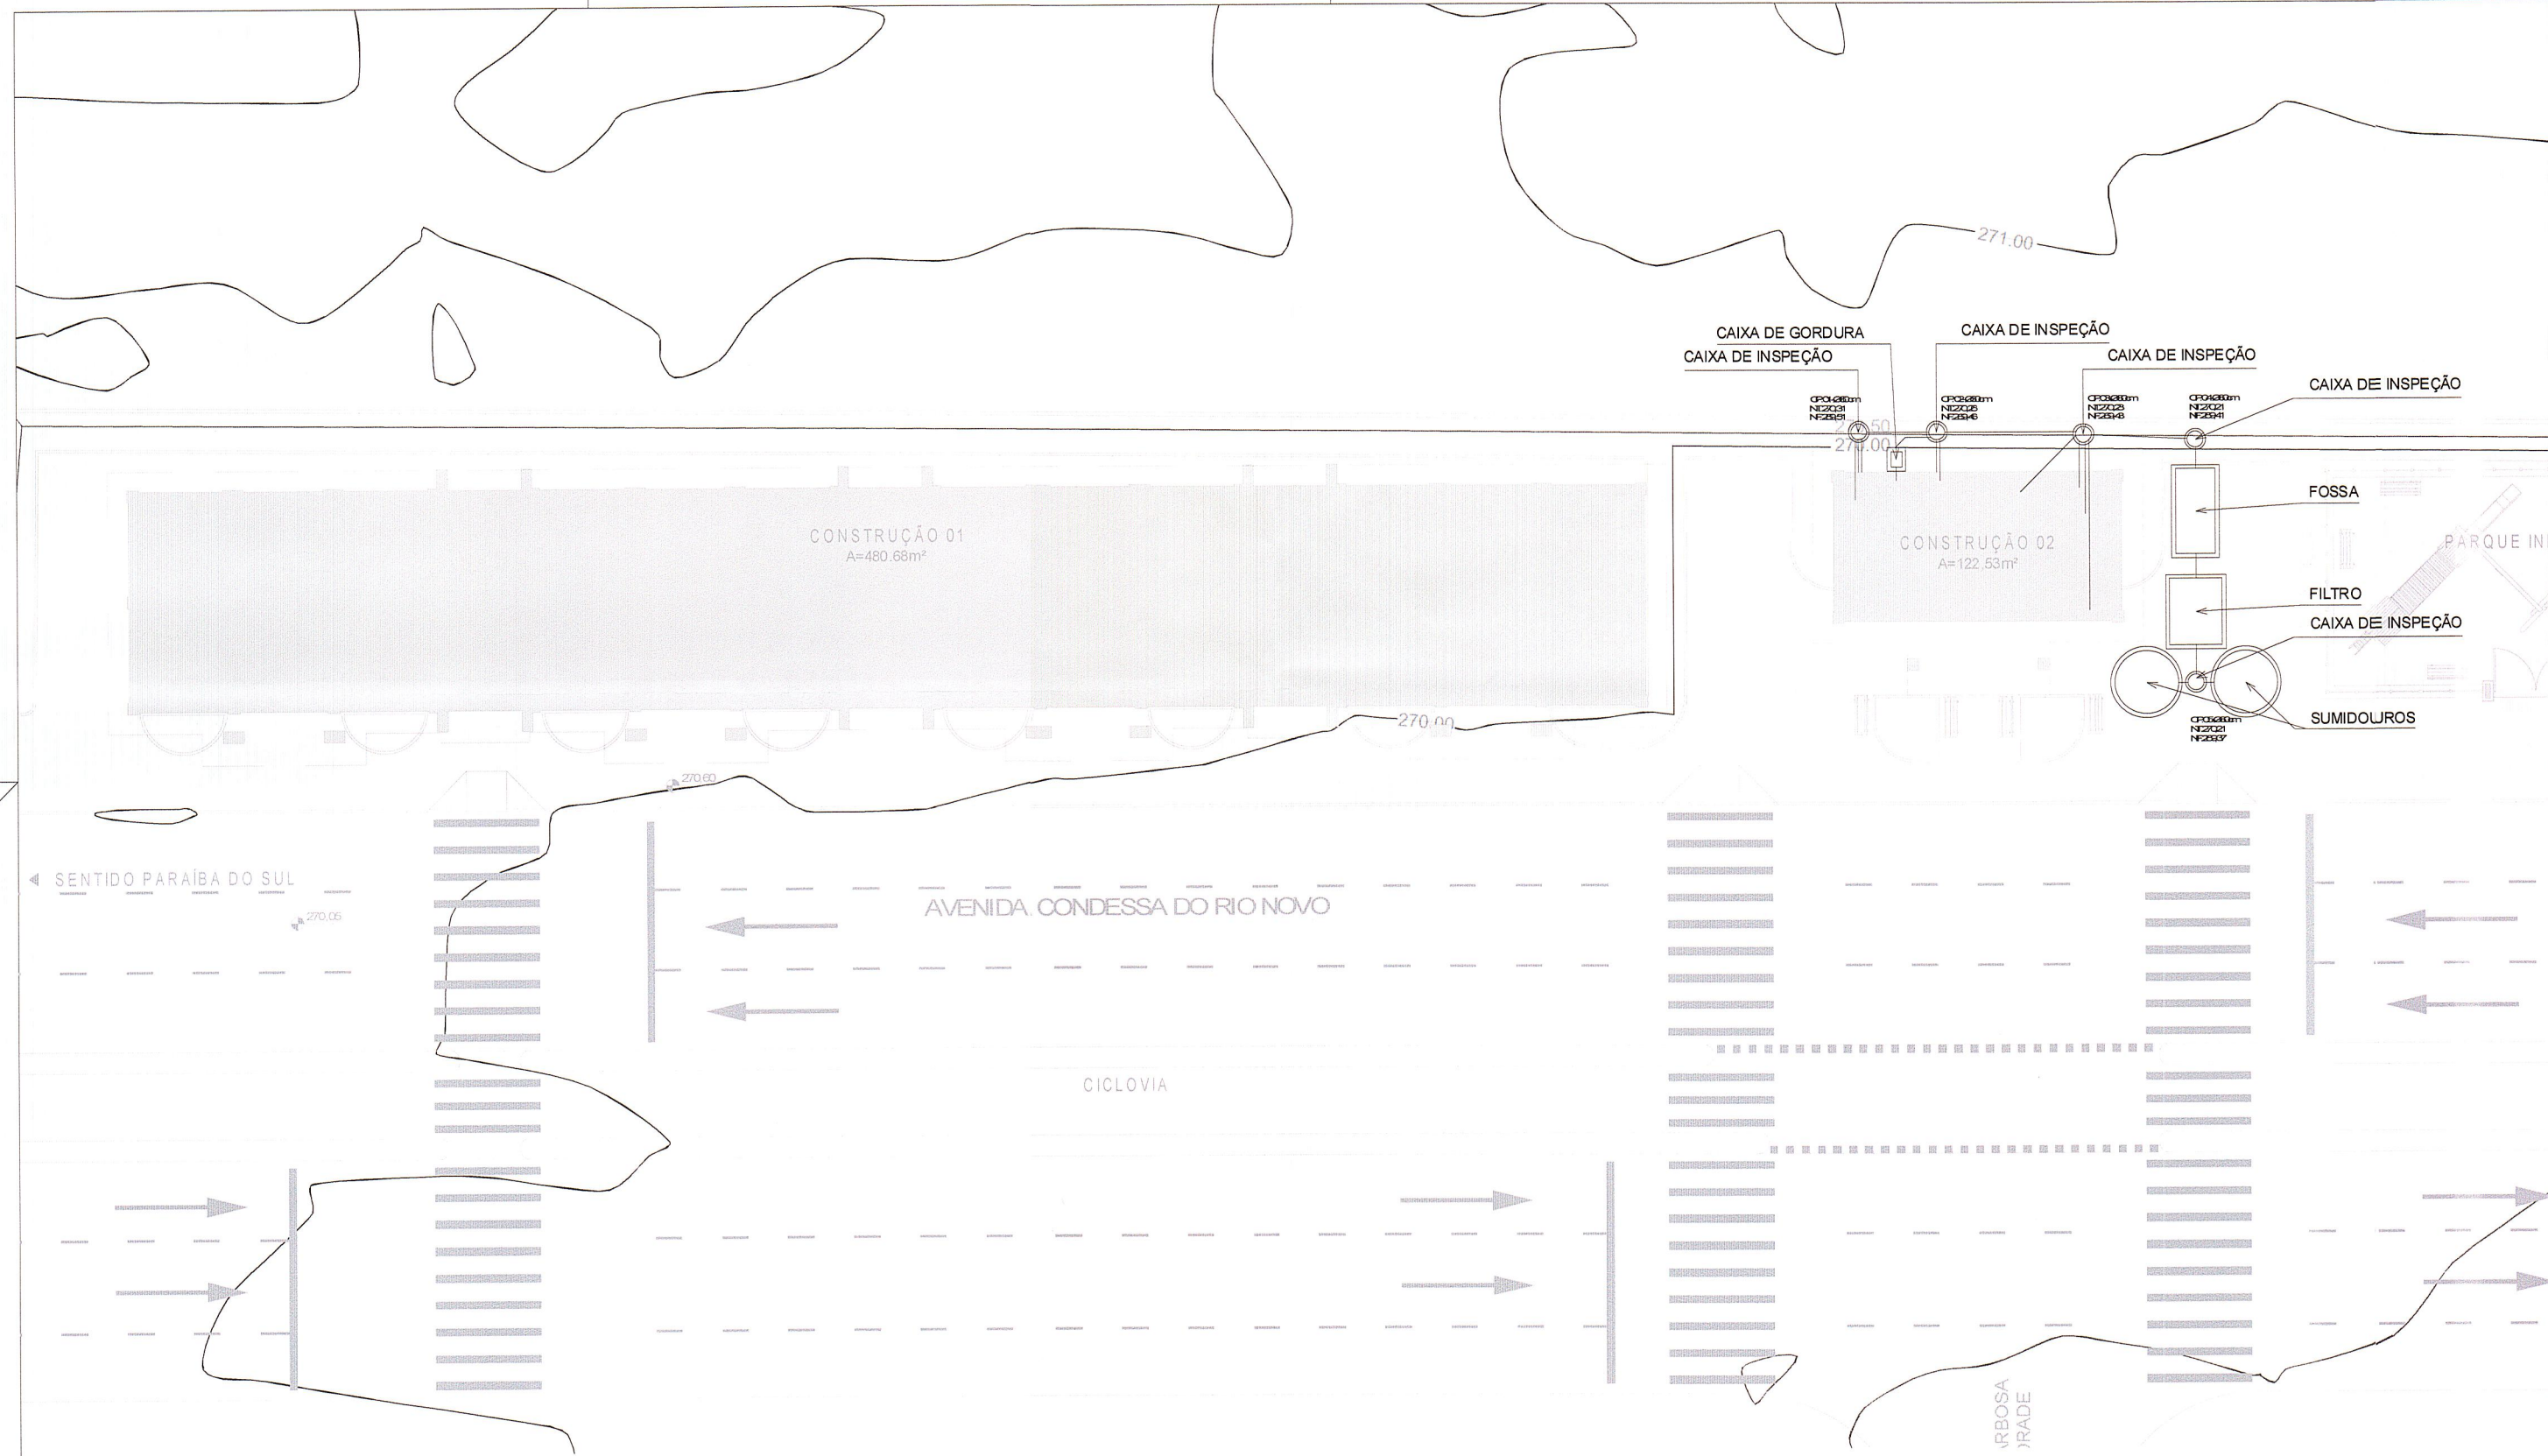 271.00
CAIXA DE GORDURA
CAIXA DE INSPEÇÃO
CAIXA DE INSPEÇÃO
CAIXA DE INSPEÇÃO
CAIXA DE INSPEÇÃO
FOSSA
CONSTRUÇÃO 01
A=480.68m²
CONSTRUÇÃO 02
A=122.53m²
PARQUE IN
FILTRO
CAIXA DE INSPEÇÃO
SUMIDOUROS
270.00
270.60
SENTIDO PARAÍBA DO SUL
270.05
AVENIDA CONDESSA DO RIO NOVO
CICLOVIA
RBOSA
RADE